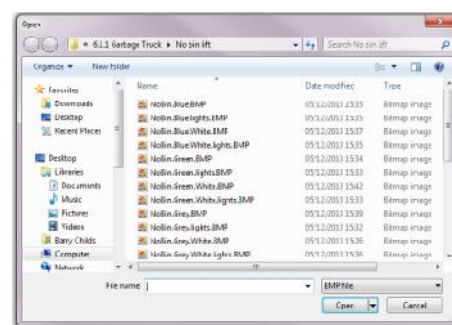 Open
« 6.1.1 Garbage Truck ▸ No bin lift
Search No bin lift
Organize ▾ New folder
Favorites
Downloads
Desktop
Recent Places
Desktop
Libraries
Documents
Music
Pictures
Videos
Barry Childs
Computer
Network
Name Date modified Type
NoBin.Blue.BMP 05/12/2013 15:35 Bitmap image
NoBin.Blue.lights.BMP 05/12/2013 15:33 Bitmap image
NoBin.Blue.White.BMP 05/12/2013 15:37 Bitmap image
NoBin.Blue.White.lights.BMP 05/12/2013 15:35 Bitmap image
NoBin.Green.BMP 05/12/2013 15:34 Bitmap image
NoBin.Green.lights.BMP 05/12/2013 15:33 Bitmap image
NoBin.Green.White.BMP 05/12/2013 15:42 Bitmap image
NoBin.Green.White.lights.BMP 05/12/2013 15:33 Bitmap image
NoBin.Grey.BMP 05/12/2013 15:39 Bitmap image
NoBin.Grey.lights.BMP 05/12/2013 15:32 Bitmap image
NoBin.Grey.White.BMP 05/12/2013 15:26 Bitmap image
NoBin.Grey.White.lights.BMP 05/12/2013 15:36 Bitmap image
File name
BMP file
Open Cancel